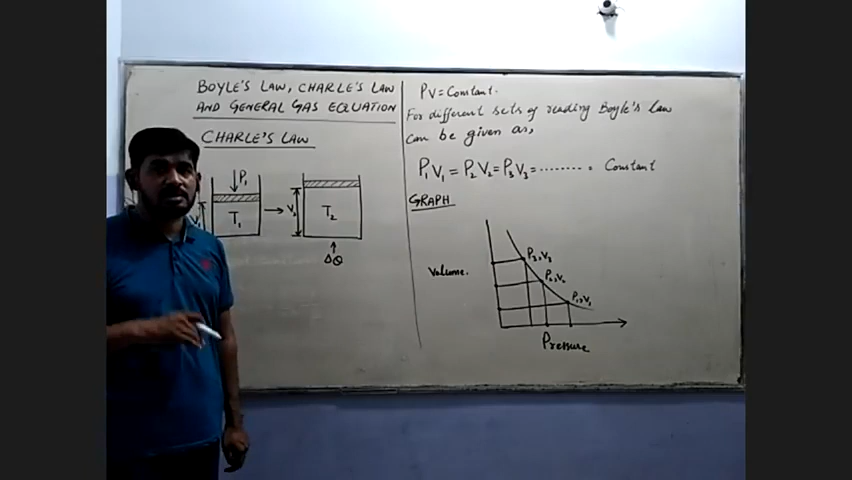 BOYLE'S LAW, CHARLE'S LAW
AND GENERAL GAS EQUATION
CHARLE'S LAW
P₁
V₁
T₁
V₂
T₂
ΔQ
PV = Constant.
For different sets of reading Boyle's law
can be given as,
P₁V₁ = P₂V₂ = P₃V₃ = ........ = Constant
GRAPH
Volume.
P₃,V₃
P₂,V₂
P₁,V₁
Pressure